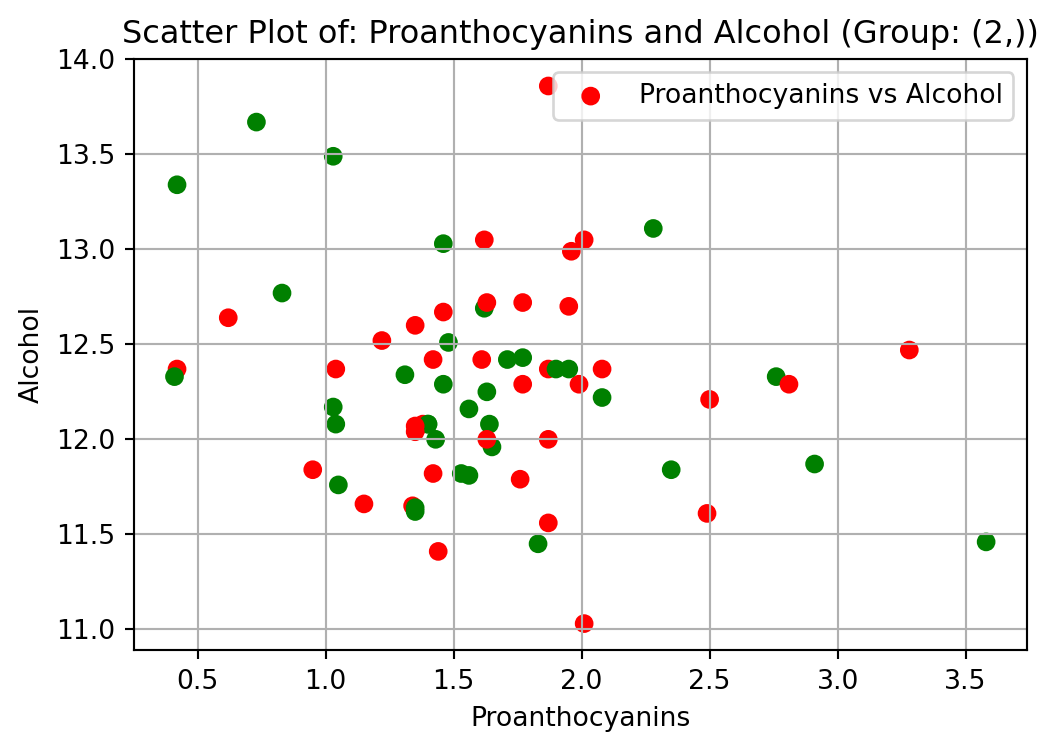 Scatter Plot of: Proanthocyanins and Alcohol (Group: (2,))
Proanthocyanins vs Alcohol
14.0
13.5
13.0
12.5
12.0
11.5
11.0
Alcohol
0.5 1.0 1.5 2.0 2.5 3.0 3.5
Proanthocyanins